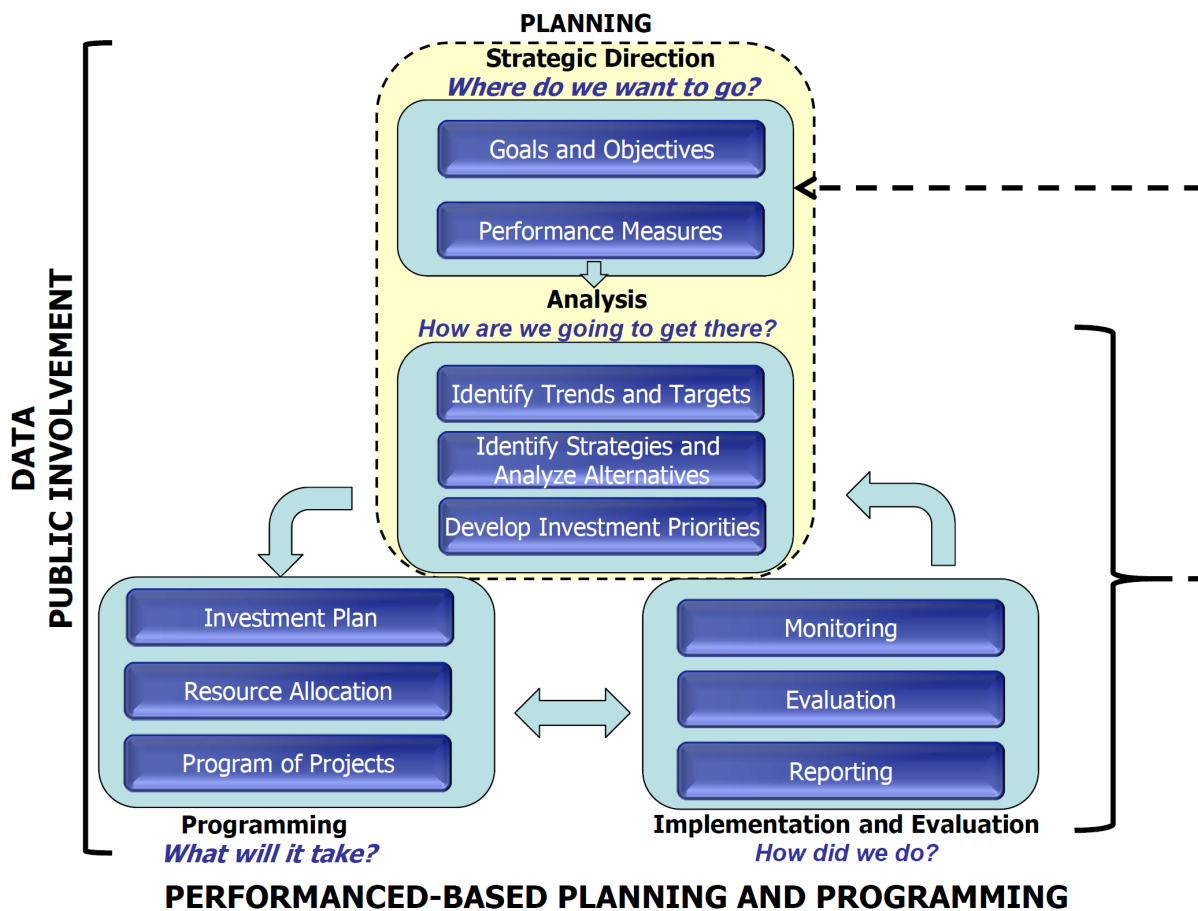 PLANNING
Strategic Direction
Where do we want to go?
Goals and Objectives
Performance Measures
Analysis
How are we going to get there?
Identify Trends and Targets
Identify Strategies and
Analyze Alternatives
Develop Investment Priorities
DATA
PUBLIC INVOLVEMENT
Investment Plan
Resource Allocation
Program of Projects
Programming
What will it take?
Monitoring
Evaluation
Reporting
Implementation and Evaluation
How did we do?
PERFORMANCED-BASED PLANNING AND PROGRAMMING